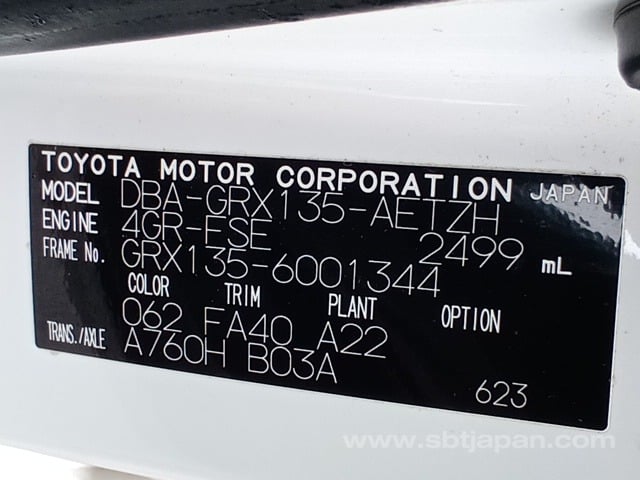 TOYOTA MOTOR CORPORATION JAPAN
MODEL DBA-GRX135-AETZH
ENGINE 4GR-FSE 2499 mL
FRAME No. GRX135-6001344
COLOR TRIM PLANT OPTION
062 FA40 A22
TRANS./AXLE A760H B03A
623
www.sbtjapan.com